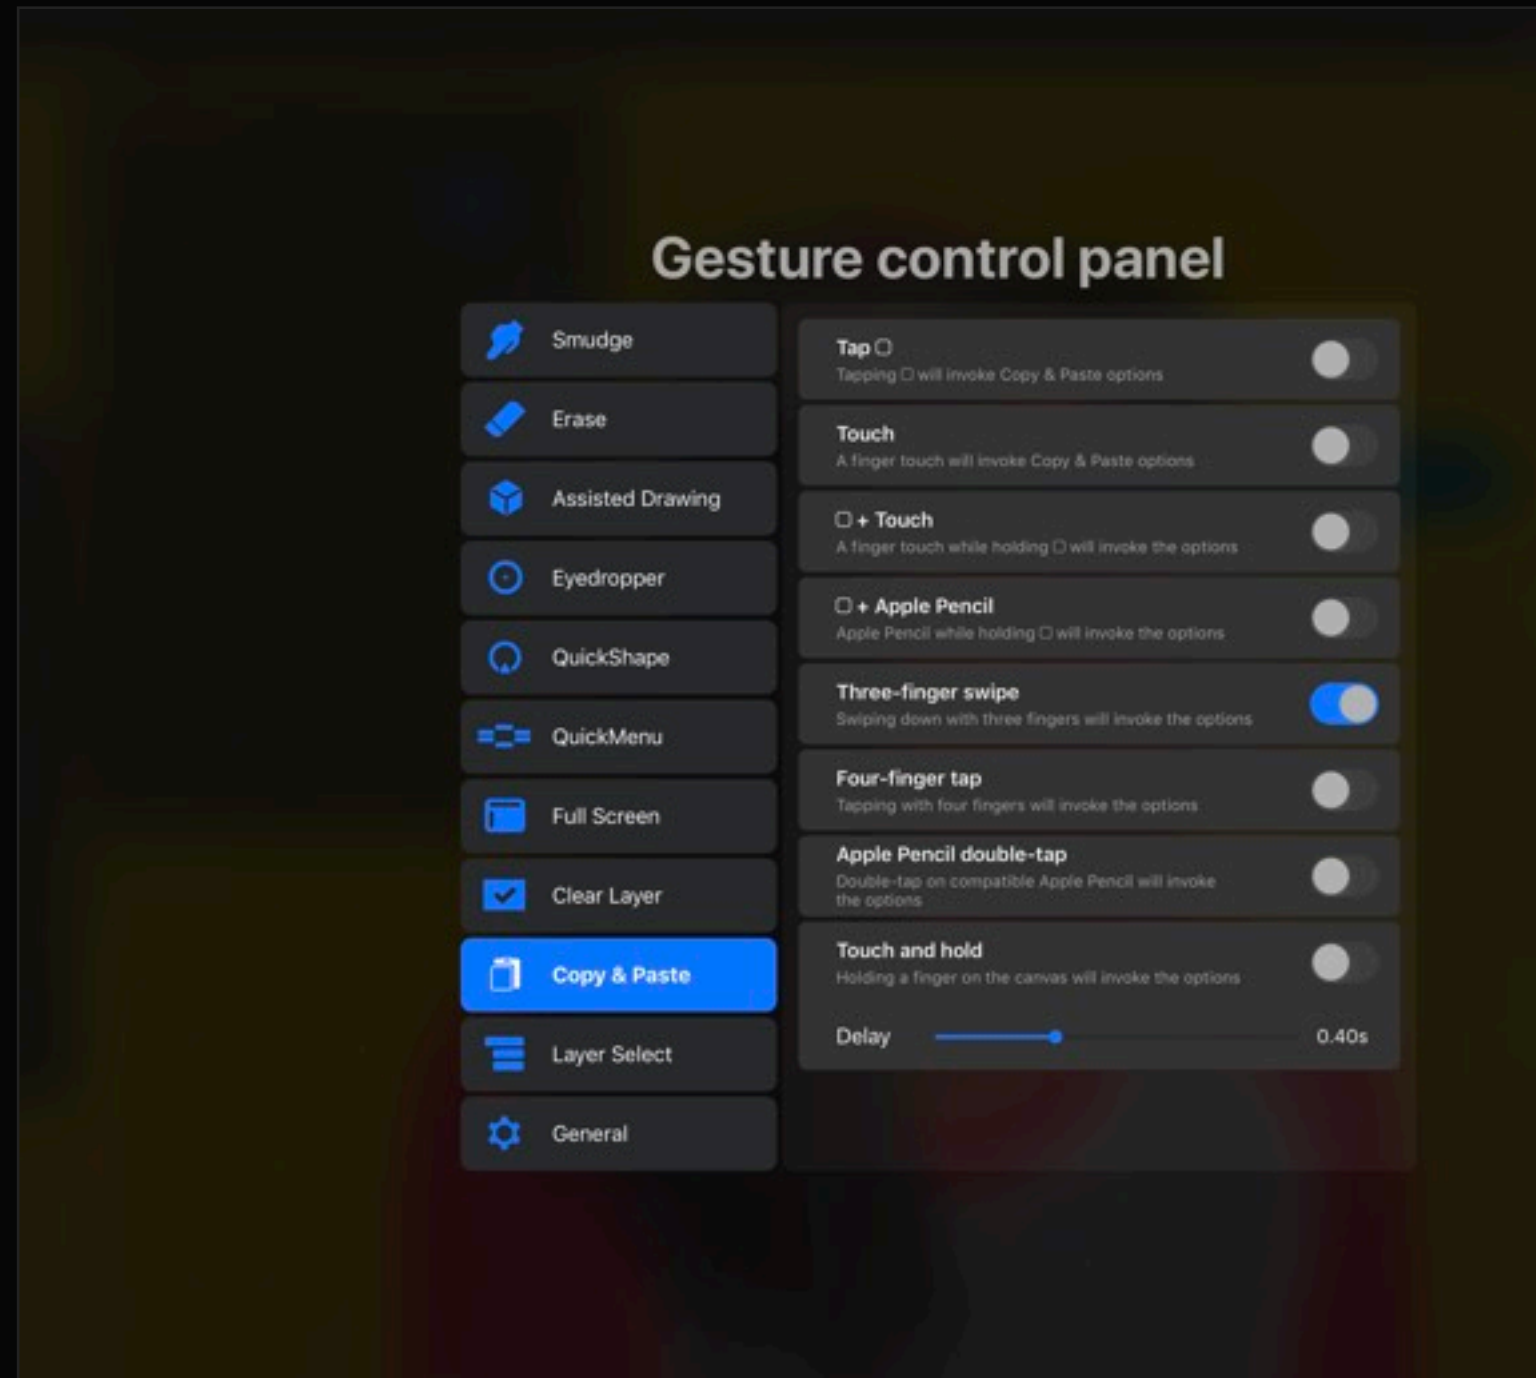 Gesture control panel
Smudge
Erase
Assisted Drawing
Eyedropper
QuickShape
QuickMenu
Full Screen
Clear Layer
Copy & Paste
Layer Select
General
Tap ▢
Tapping ▢ will invoke Copy & Paste options
Touch
A finger touch will invoke Copy & Paste options
▢ + Touch
A finger touch while holding ▢ will invoke the options
▢ + Apple Pencil
Apple Pencil while holding ▢ will invoke the options
Three-finger swipe
Swiping down with three fingers will invoke the options
Four-finger tap
Tapping with four fingers will invoke the options
Apple Pencil double-tap
Double-tap on compatible Apple Pencil will invoke
the options
Touch and hold
Holding a finger on the canvas will invoke the options
Delay 0.40s